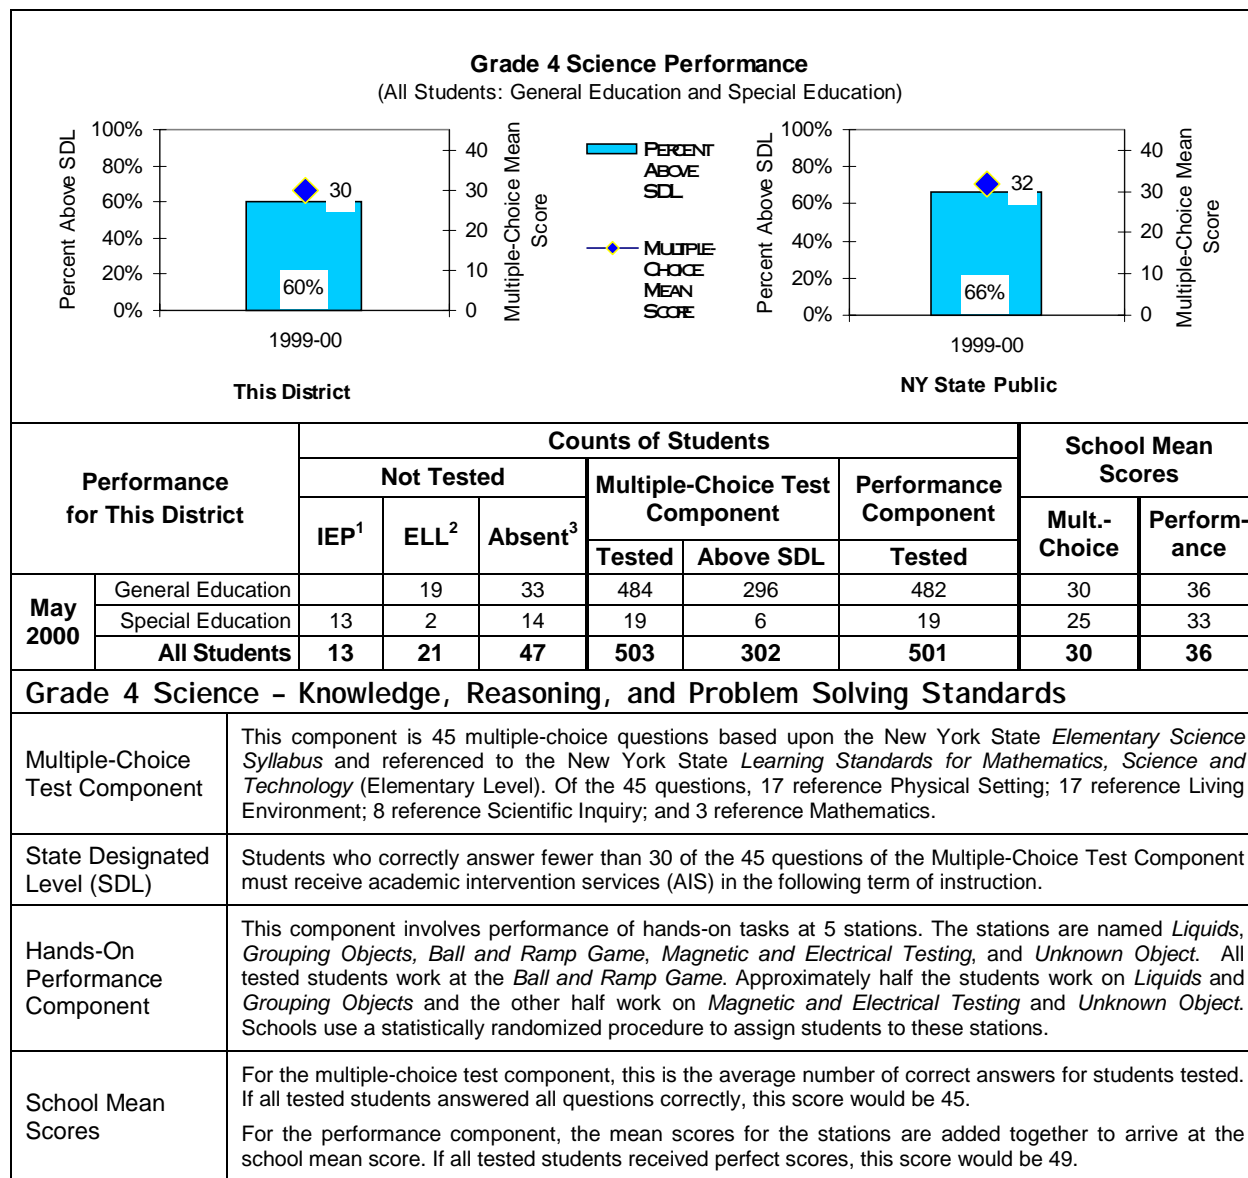 Grade 4 Science Performance
(All Students: General Education and Special Education)
Percent Above SDL
100%
80%
60%
40%
20%
0%
30
60%
40
30
20
10
0
Multiple-Choice Mean
Score
1999-00
This District
PERCENT
ABOVE
SDL
MULTIPLE-
CHOICE
MEAN
SCORE
Percent Above SDL
100%
80%
60%
40%
20%
0%
32
66%
40
30
20
10
0
Multiple-Choice Mean
Score
1999-00
NY State Public
Performance
for This District
Counts of Students
School Mean
Scores
Not Tested
Multiple-Choice Test
Component
Performance
Component
IEP1 ELL2 Absent3
Tested Above SDL Tested
Mult.-
Choice
Perform-
ance
May
2000
General Education 19 33 484 296 482 30 36
Special Education 13 2 14 19 6 19 25 33
All Students 13 21 47 503 302 501 30 36
Grade 4 Science – Knowledge, Reasoning, and Problem Solving Standards
Multiple-Choice
Test Component
This component is 45 multiple-choice questions based upon the New York State Elementary Science
Syllabus and referenced to the New York State Learning Standards for Mathematics, Science and
Technology (Elementary Level). Of the 45 questions, 17 reference Physical Setting; 17 reference Living
Environment; 8 reference Scientific Inquiry; and 3 reference Mathematics.
State Designated
Level (SDL)
Students who correctly answer fewer than 30 of the 45 questions of the Multiple-Choice Test Component
must receive academic intervention services (AIS) in the following term of instruction.
Hands-On
Performance
Component
This component involves performance of hands-on tasks at 5 stations. The stations are named Liquids,
Grouping Objects, Ball and Ramp Game, Magnetic and Electrical Testing, and Unknown Object. All
tested students work at the Ball and Ramp Game. Approximately half the students work on Liquids and
Grouping Objects and the other half work on Magnetic and Electrical Testing and Unknown Object.
Schools use a statistically randomized procedure to assign students to these stations.
School Mean
Scores
For the multiple-choice test component, this is the average number of correct answers for students tested.
If all tested students answered all questions correctly, this score would be 45.
For the performance component, the mean scores for the stations are added together to arrive at the
school mean score. If all tested students received perfect scores, this score would be 49.